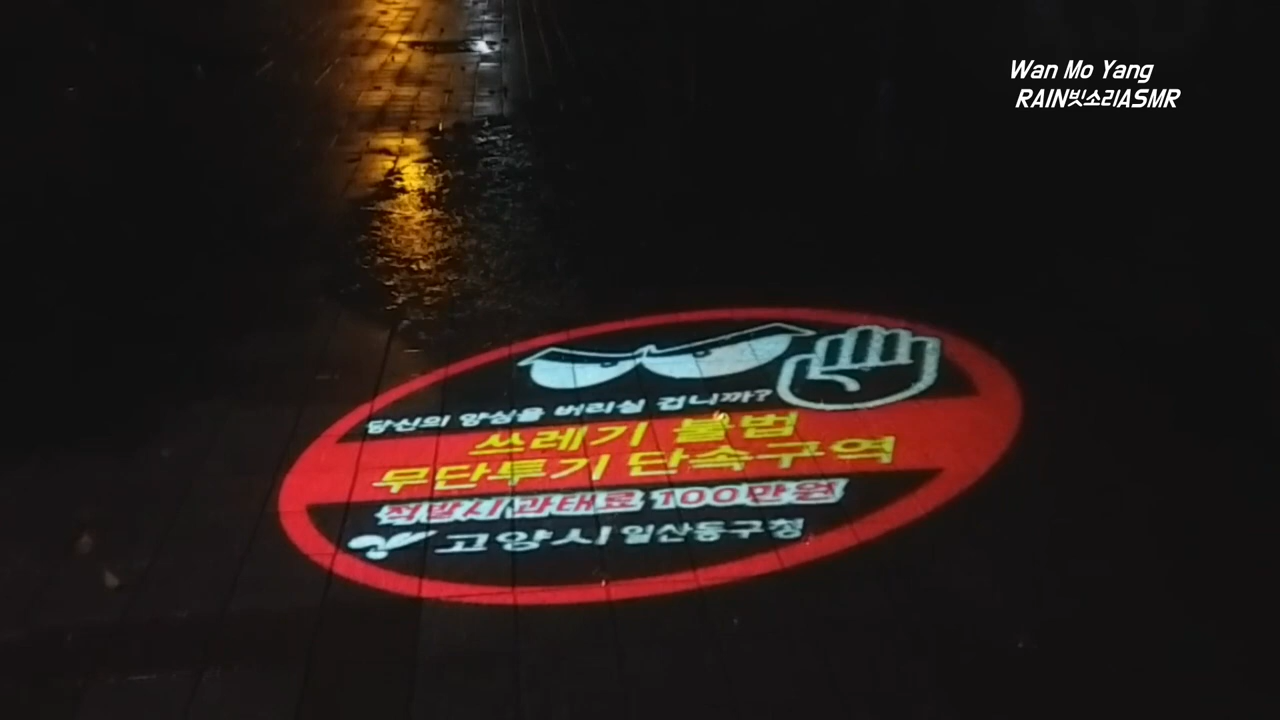 Wan Mo Yang
RAIN빗소리ASMR
당신의 양심을 버리실 겁니까?
쓰레기 불법
무단투기 단속구역
적발시 과태료 100만원
고양시 일산동구청